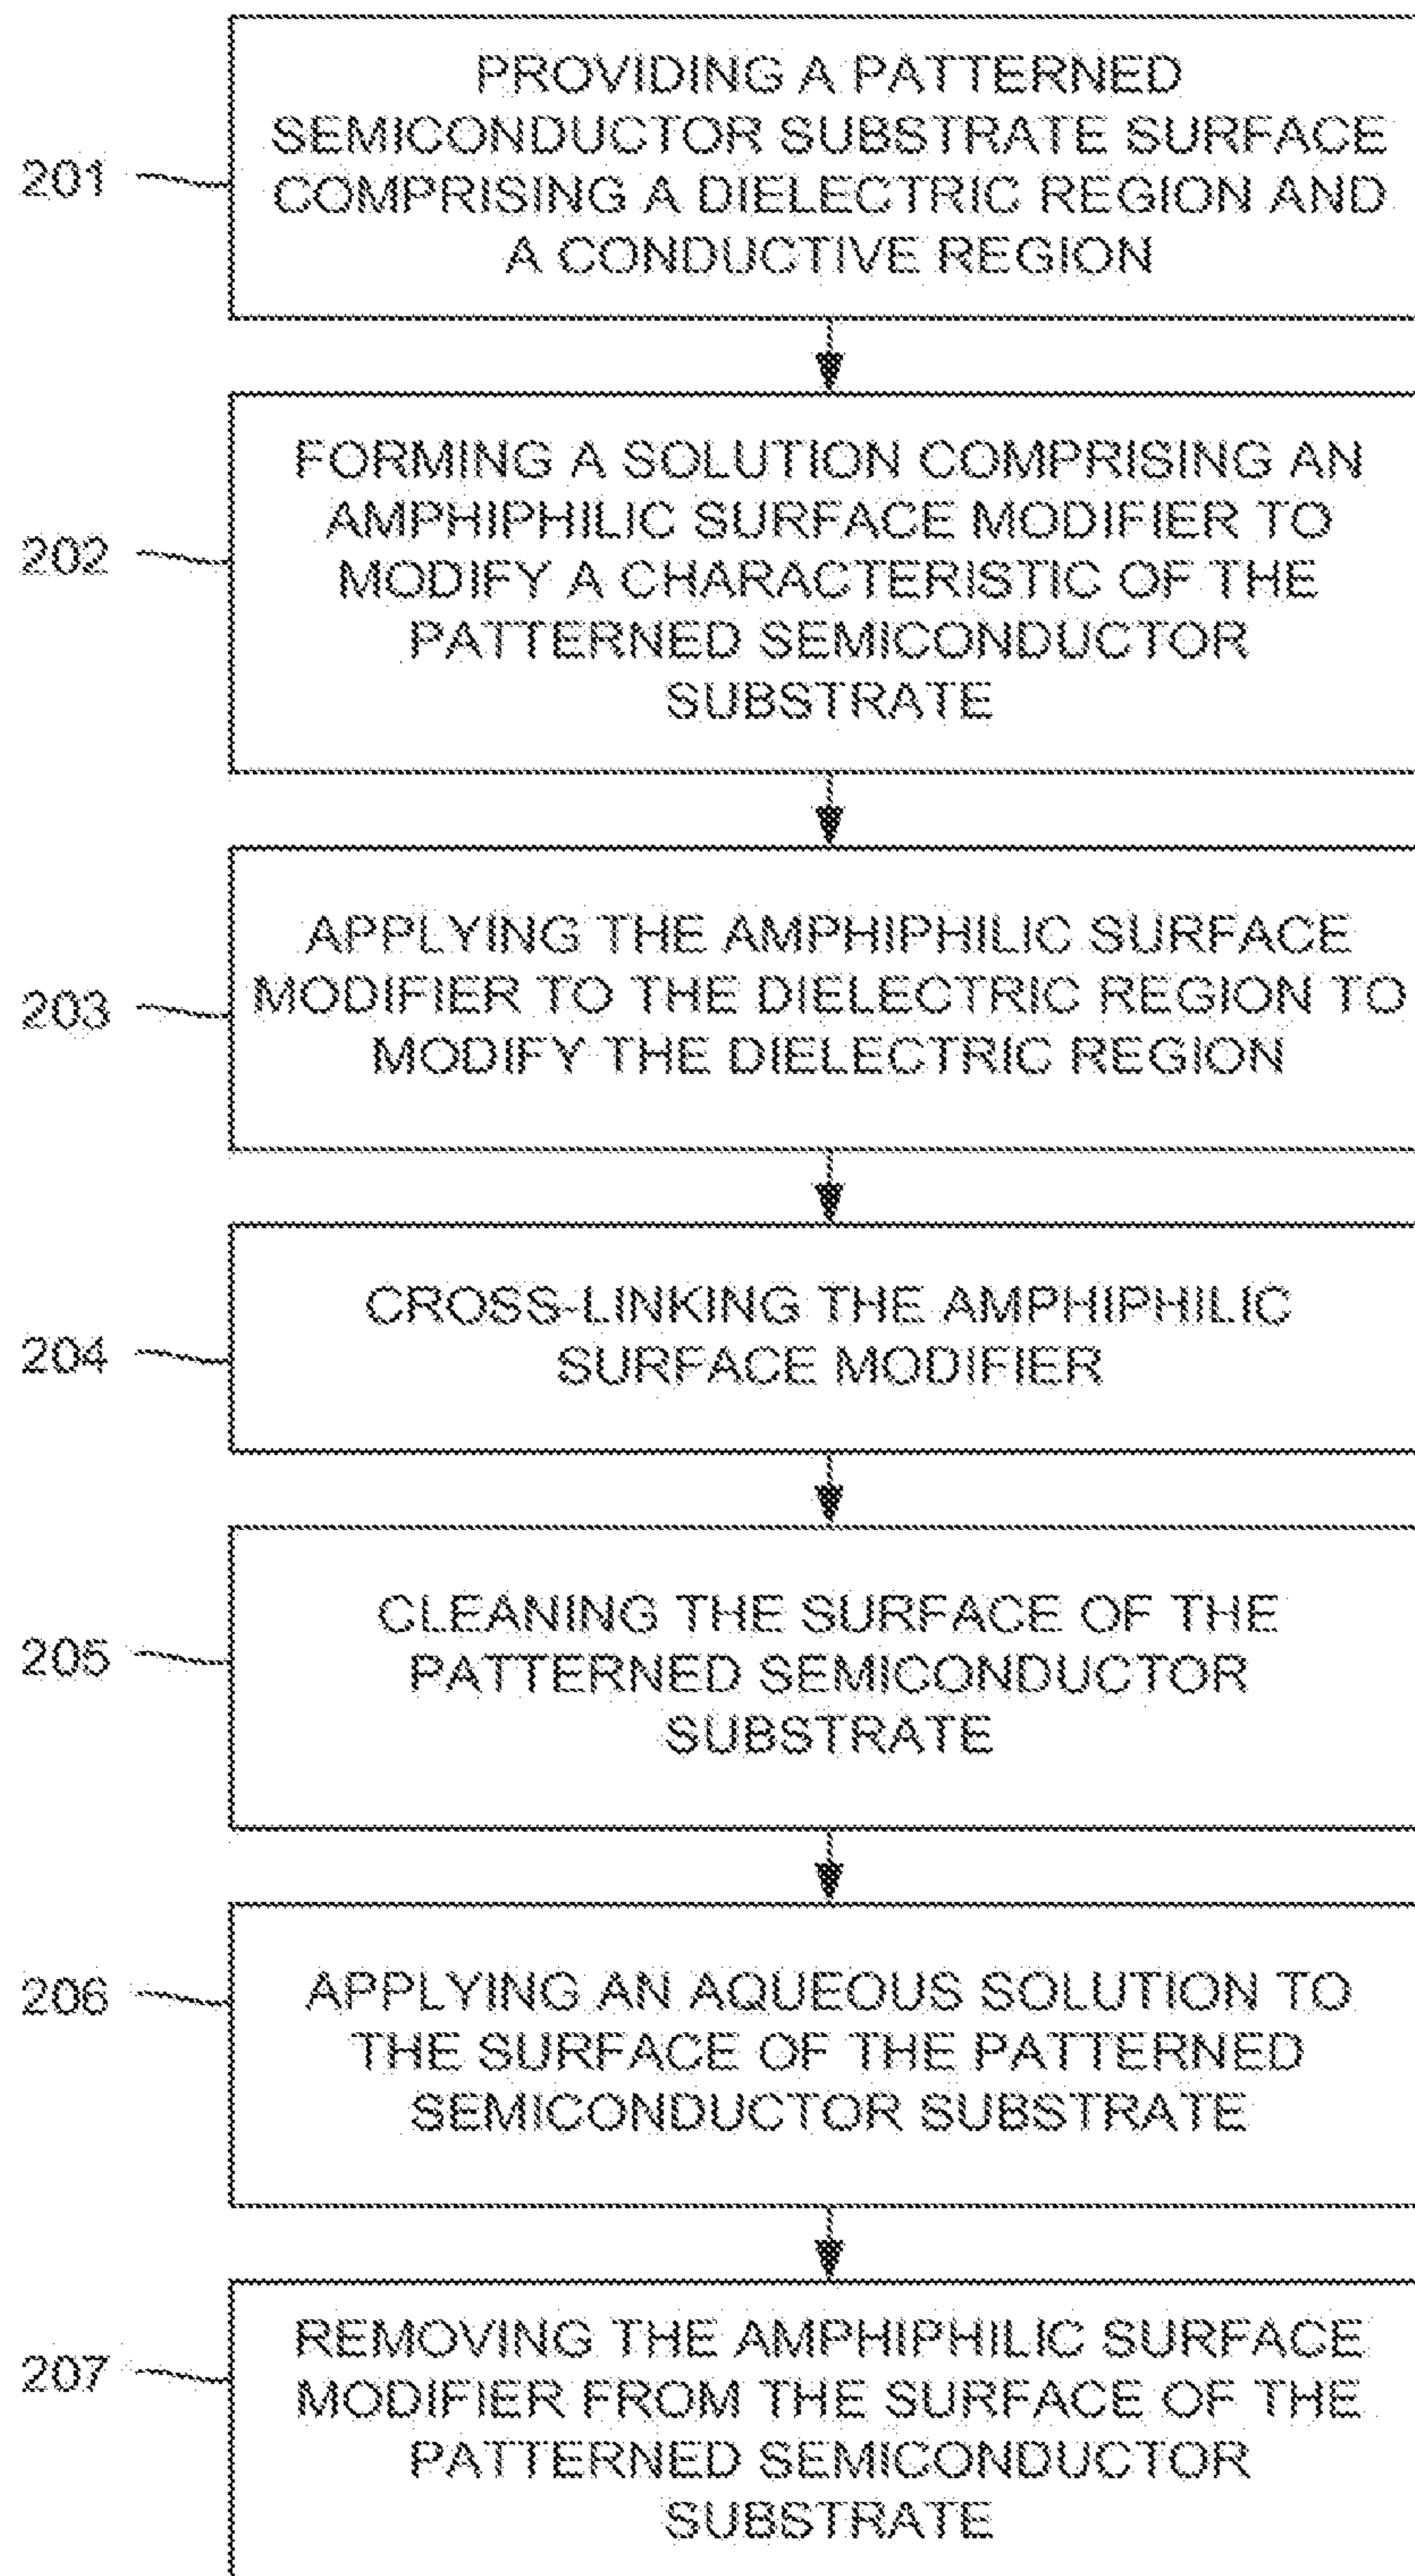 PROVIDING A PATTERNED
SEMICONDUCTOR SUBSTRATE SURFACE
201
COMPRISING A DIELECTRIC REGION AND
A CONDUCTIVE REGION
FORMING A SOLUTION COMPRISING AN
AMPHIPHILIC SURFACE MODIFIER TO
202
MODIFY A CHARACTERISTIC OF THE
PATTERNED SEMICONDUCTOR
SUBSTRATE
APPLYING THE AMPHIPHILIC SURFACE
203
MODIFIER TO THE DIELECTRIC REGION TO
MODIFY THE DIELECTRIC REGION
CROSS-LINKING THE AMPHIPHILIC
204
SURFACE MODIFIER
CLEANING THE SURFACE OF THE
205
PATTERNED SEMICONDUCTOR
SUBSTRATE
APPLYING AN AQUEOUS SOLUTION TO
206
THE SURFACE OF THE PATTERNED
SEMICONDUCTOR SUBSTRATE
REMOVING THE AMPHIPHILIC SURFACE
207
MODIFIER FROM THE SURFACE OF THE
PATTERNED SEMICONDUCTOR
SUBSTRATE